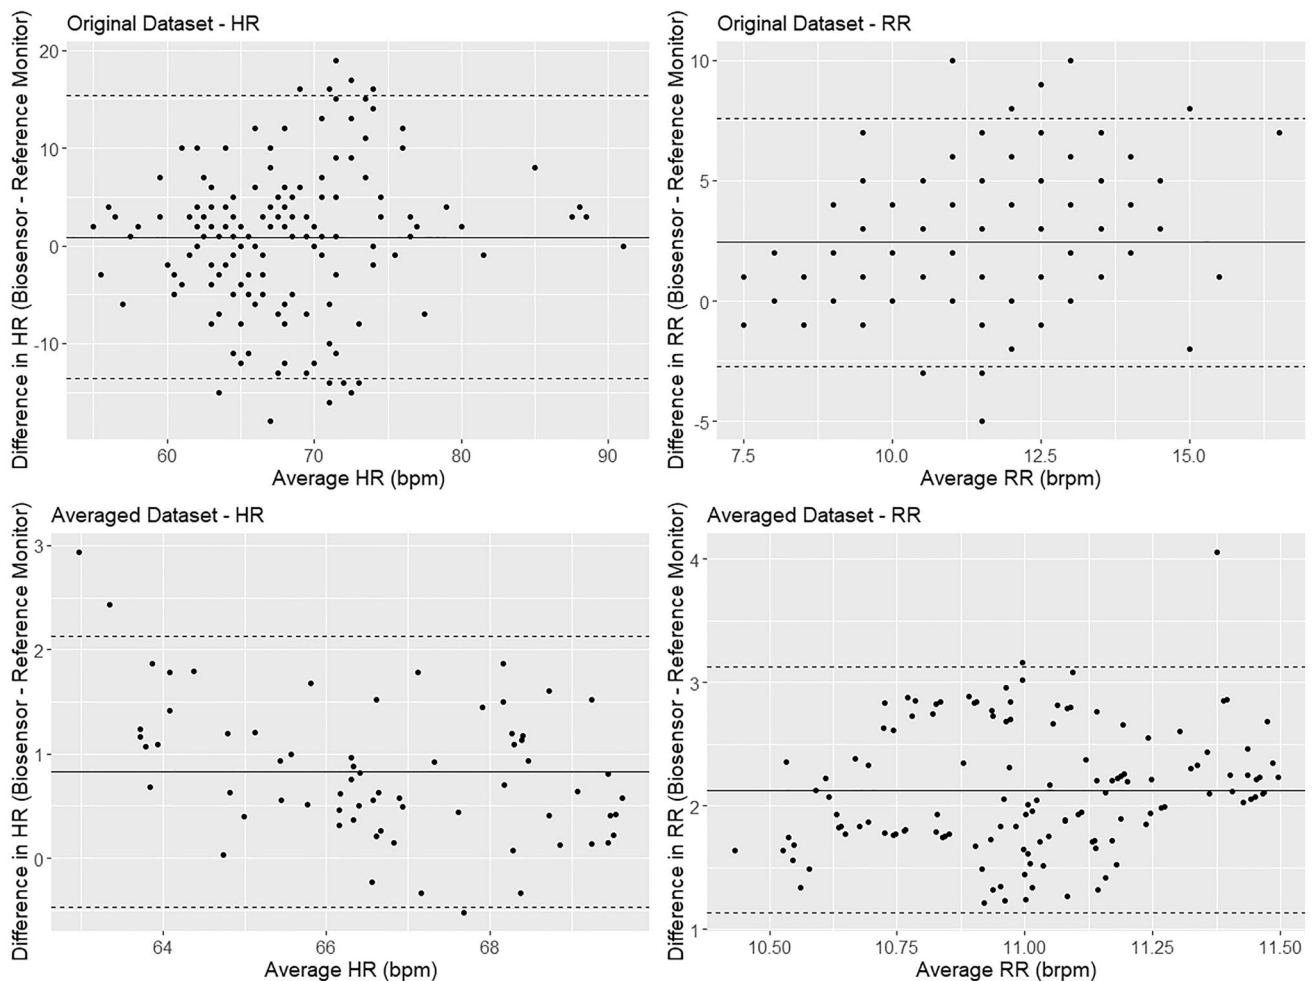 Original Dataset - HR
Difference in HR (Biosensor - Reference Monitor)
20
10
0
-10
60
70
80
90
Average HR (bpm)
Original Dataset - RR
Difference in RR (Biosensor - Reference Monitor)
10
5
0
-5
7.5
10.0
12.5
15.0
Average RR (brpm)
Averaged Dataset - HR
Difference in HR (Biosensor - Reference Monitor)
3
2
1
0
64
66
68
Average HR (bpm)
Averaged Dataset - RR
Difference in RR (Biosensor - Reference Monitor)
4
3
2
1
10.50
10.75
11.00
11.25
11.50
Average RR (brpm)